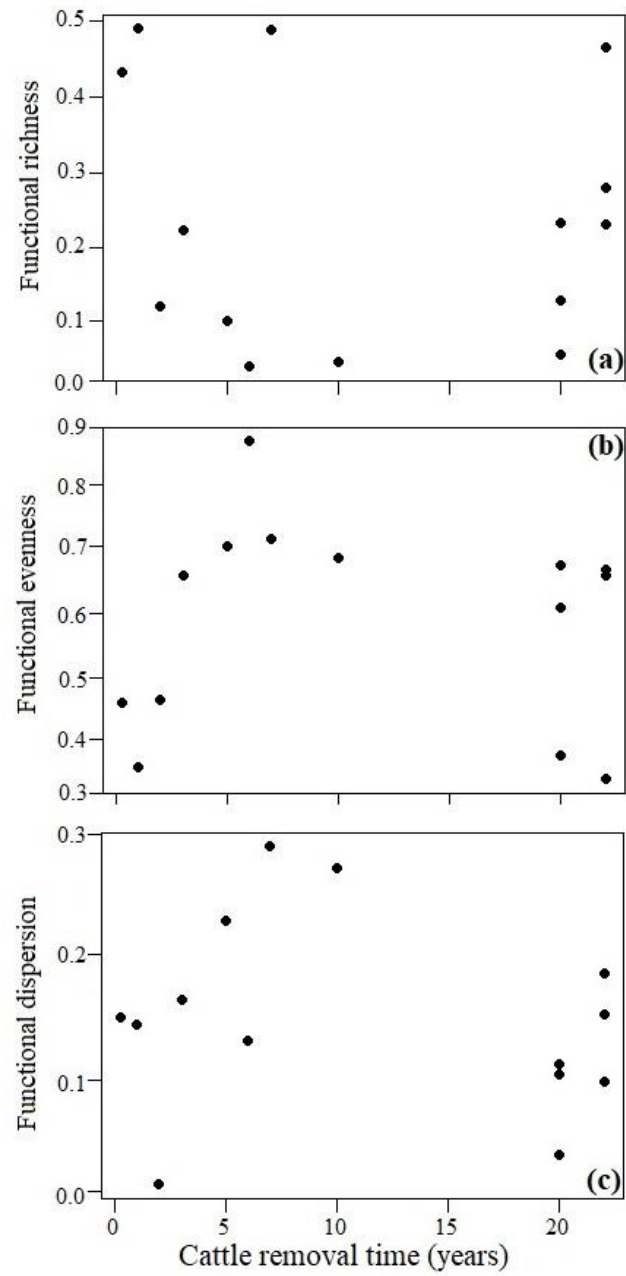 Functional richness
0.5
0.4
0.3
0.2
0.1
0.0
(a)
Functional evenness
0.9
0.8
0.7
0.6
0.5
0.4
0.3
(b)
Functional dispersion
0.3
0.2
0.1
0.0
(c)
0 5 10 15 20
Cattle removal time (years)